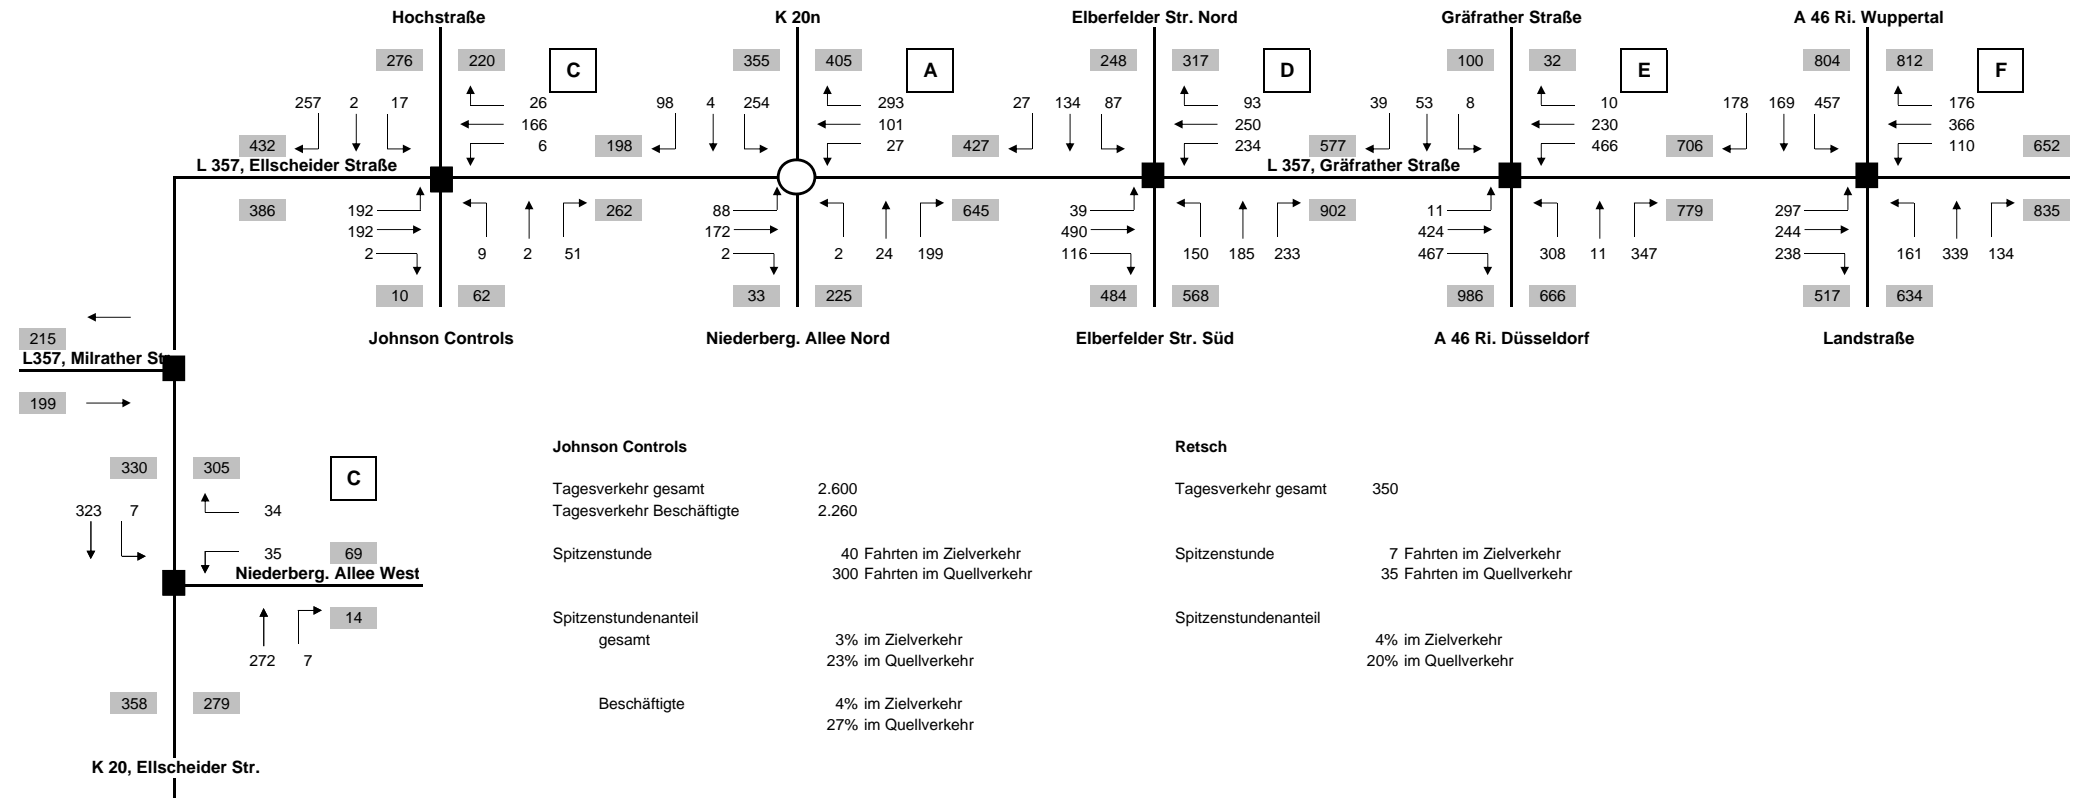 Hochstraße K 20n Elberfelder Str. Nord Gräfrather Straße A 46 Ri. Wuppertal
276 220 C 355 405 A 248 317 D 100 32 E 804 812 F
257 2 17 26 98 4 254 293 27 134 87 93 39 53 8 10 178 169 457 176
166 101 250 230 366
432 6 198 27 427 234 577 466 706 110 652
L 357, Ellscheider Straße L 357, Gräfrather Straße
386 192 262 88 645 39 902 11 779 297 835
192 172 490 424 244
2 9 2 51 2 2 24 199 116 150 185 233 467 308 11 347 238 161 339 134
10 62 33 225 484 568 986 666 517 634
Johnson Controls Niederberg. Allee Nord Elberfelder Str. Süd A 46 Ri. Düsseldorf Landstraße
215
L357, Milrather Str.
199
330 305 C
323 7 34
35 69
Niederberg. Allee West
14
272 7
358 279
K 20, Ellscheider Str.
Johnson Controls
Tagesverkehr gesamt 2.600
Tagesverkehr Beschäftigte 2.260
Spitzenstunde 40 Fahrten im Zielverkehr
300 Fahrten im Quellverkehr
Spitzenstundenanteil
gesamt 3% im Zielverkehr
23% im Quellverkehr
Beschäftigte 4% im Zielverkehr
27% im Quellverkehr
Retsch
Tagesverkehr gesamt 350
Spitzenstunde 7 Fahrten im Zielverkehr
35 Fahrten im Quellverkehr
Spitzenstundenanteil
4% im Zielverkehr
20% im Quellverkehr